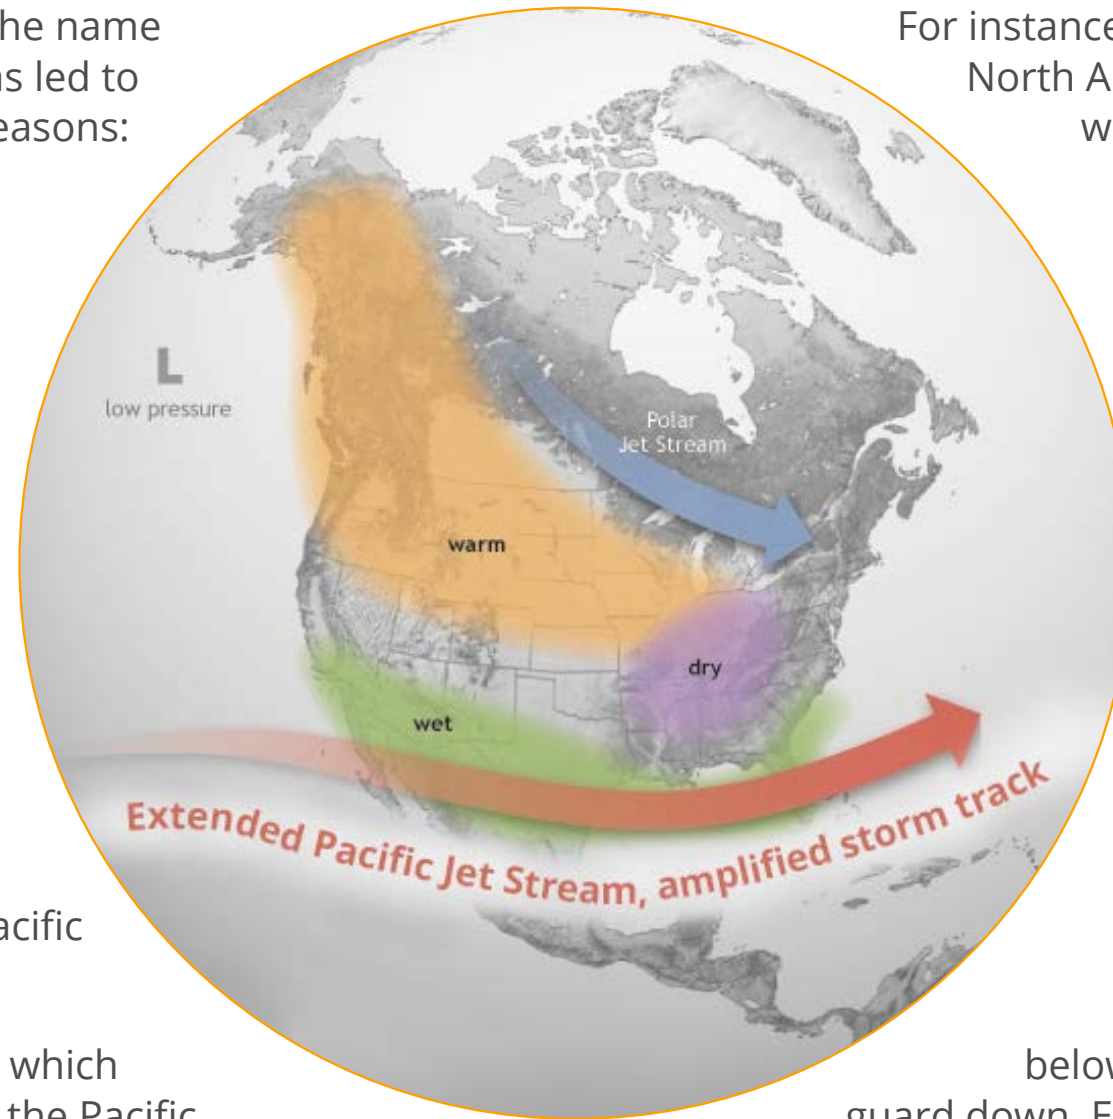 he name
s led to
easons:
For instance
North A
w
L
low pressure
Polar
Jet Stream
warm
dry
wet
Extended Pacific Jet Stream, amplified storm track
acific
which
the Pacific
below
guard down. E